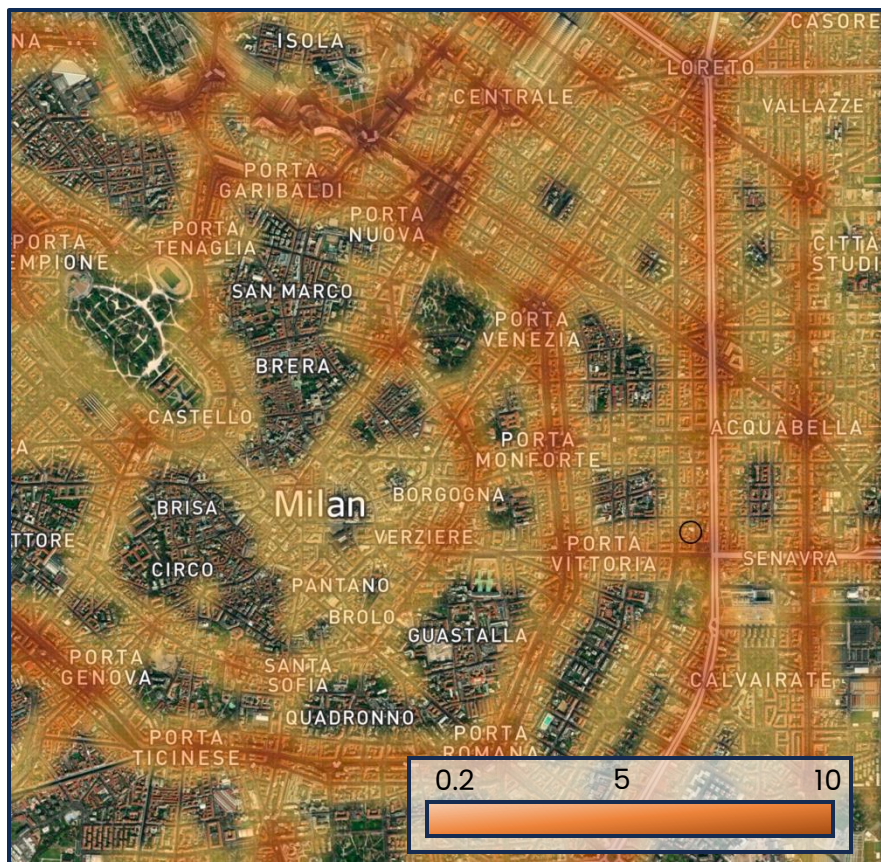 CASORE
NA
ISOLA
LORETO
CENTRALE
VALLAZZE
PORTA
GARIBALDI
PORTA
NUOVA
PORTA
TENAGLIA
PORTA
EMPIONE
CITTÀ
STUDI
SAN MARCO
PORTA
VENEZIA
BRERA
CASTELLO
ACQUABELLA
A
PORTA
MONFORTE
BORGOGNA
Milan
BRISA
VERZIERE
TTORE
PORTA
VITTORIA
SENAVRA
CIRCO
PANTANO
BROLO
GUASTALLA
PORTA
GENOVA
SANTA
SOFIA
CALVAIRATE
QUADRONNO
PORTA
TICINESE
PORTA
ROMANA
0.2 5 10